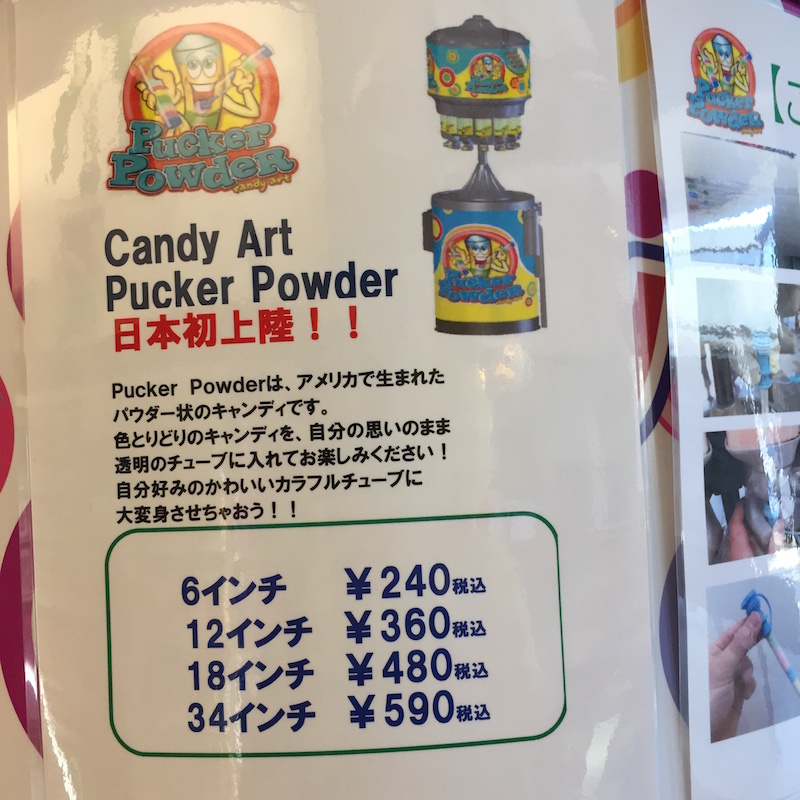 Pucker
Powder
candy art
Candy Art
Pucker Powder
日本初上陸！！
Pucker Powderは、アメリカで生まれた
パウダー状のキャンディです。
色とりどりのキャンディを、自分の思いのまま
透明のチューブに入れてお楽しみください！
自分好みのかわいいカラフルチューブに
大変身させちゃおう！！
6インチ ￥240税込
12インチ ￥360税込
18インチ ￥480税込
34インチ ￥590税込
Pucker
Powder
Pucker
Powder
【こ